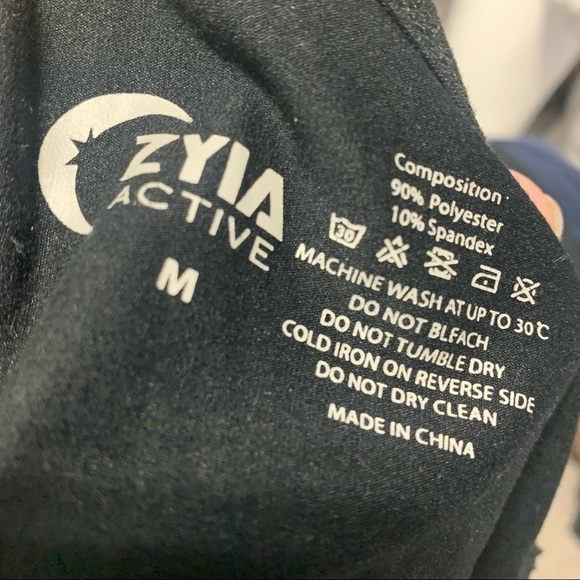 ZYIA
ACTIVE
M
Composition:
90% Polyester
10% Spandex
30
MACHINE WASH AT UP TO 30℃
DO NOT BLEACH
DO NOT TUMBLE DRY
COLD IRON ON REVERSE SIDE
DO NOT DRY CLEAN
MADE IN CHINA